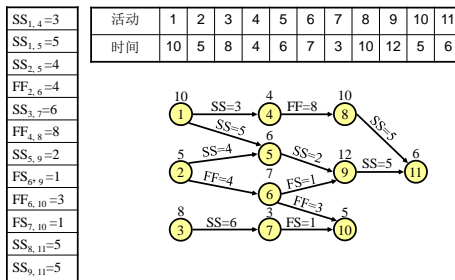 SS1, 4 =3
SS1, 5=5
SS2, 5 =4
FF2, 6 =4
SS3, 7=6
FF4, 8 =8
SS5, 9 =2
FS6, 9 =1
FF6, 10 =3
FS7, 10 =1
SS8, 11=5
SS9, 11=5
活动 1 2 3 4 5 6 7 8 9 10 11
时间 10 5 8 4 6 7 3 10 12 5 6
10 4 10
1 SS=3 4 FF=8 8
SS=5 SS=5
6
5 SS=4 5 SS=2 12 6
2 7 9 SS=5 11
FF=4 6 FS=1
FF=3
8 3 5
3 SS=6 7 FS=1 10